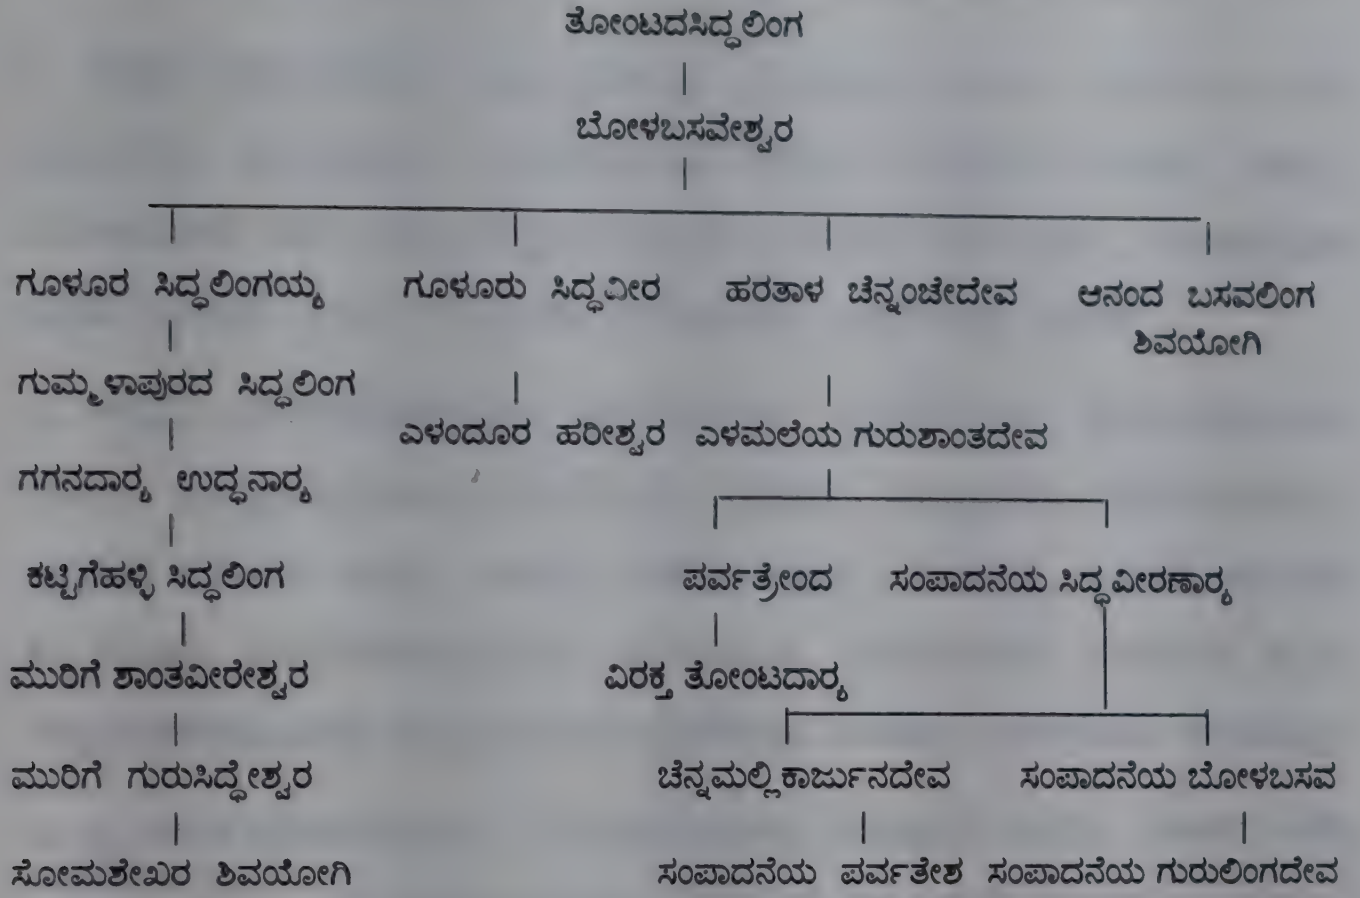 ತೋಂಟದಸಿದ್ಧಲಿಂಗ
ಬೋಳಬಸವೇಶ್ವರ
ಗೂಳೂರ ಸಿದ್ಧಲಿಂಗಯ್ಯ ಗೂಳೂರು ಸಿದ್ಧವೀರ ಹರತಾಳ ಚೆನ್ನಂಚೇದೇವ ಆನಂದ ಬಸವಲಿಂಗ
ಶಿವಯೋಗಿ
ಗುಮ್ಮಳಾಪುರದ ಸಿದ್ಧಲಿಂಗ
ಎಳಂದೂರ ಹರೀಶ್ವರ ಎಳಮಲೆಯ ಗುರುಶಾಂತದೇವ
ಗಗನದಾರ‍್ಯ ಉದ್ಧನಾರ‍್ಯ
ಕಟ್ಟಿಗೆಹಳ್ಳಿ ಸಿದ್ಧಲಿಂಗ ಪರ್ವತ್ರೇಂದ ಸಂಪಾದನೆಯ ಸಿದ್ಧವೀರಣಾರ‍್ಯ
ಮುರಿಗೆ ಶಾಂತವೀರೇಶ್ವರ ವಿರಕ್ತ ತೋಂಟದಾರ‍್ಯ
ಮುರಿಗೆ ಗುರುಸಿದ್ಧೇಶ್ವರ ಚೆನ್ನಮಲ್ಲಿಕಾರ್ಜುನದೇವ ಸಂಪಾದನೆಯ ಬೋಳಬಸವ
ಸೋಮಶೇಖರ ಶಿವಯೋಗಿ ಸಂಪಾದನೆಯ ಪರ್ವತೇಶ ಸಂಪಾದನೆಯ ಗುರುಲಿಂಗದೇವ